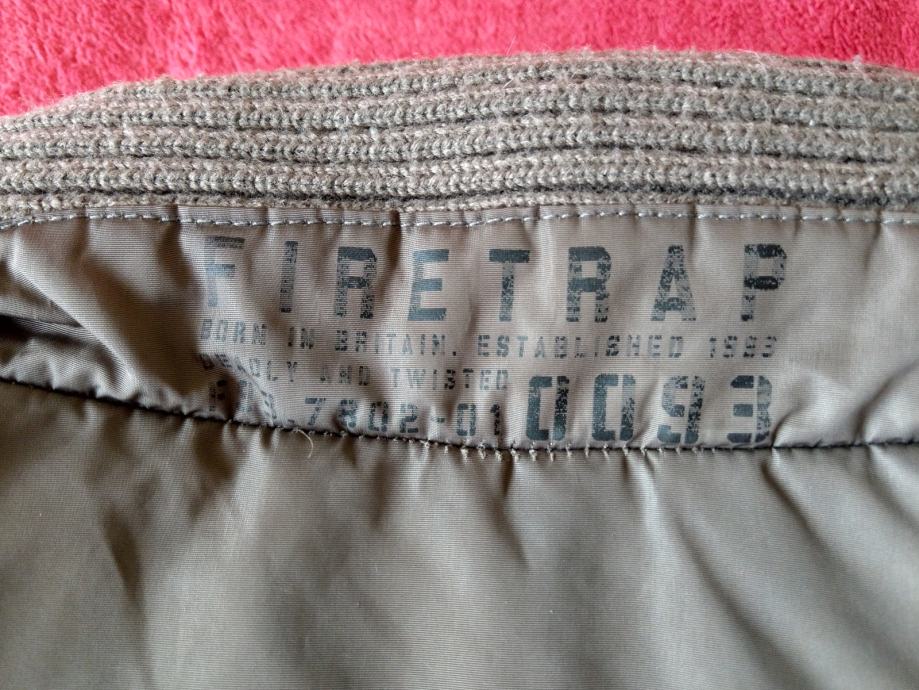 FIRETRAP
BORN IN BRITAIN. ESTABLISHED 1993
DEADLY AND TWISTED
7802-01 0093